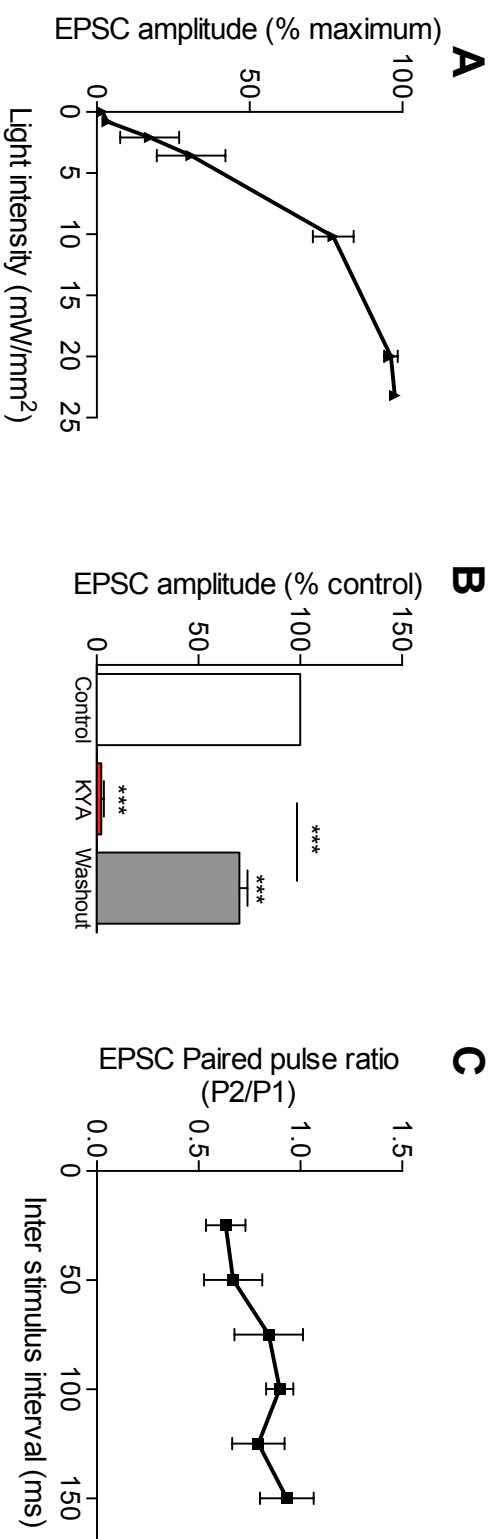 A
EPSC amplitude (% maximum)
100
50
0
0 5 10 15 20 25
Light intensity (mW/mm²)
B
EPSC amplitude (% control)
150
100
50
0
***
***
***
Control KYA Washout
C
EPSC Paired pulse ratio
(P2/P1)
1.5
1.0
0.5
0.0
0 50 100 150
Inter stimulus interval (ms)